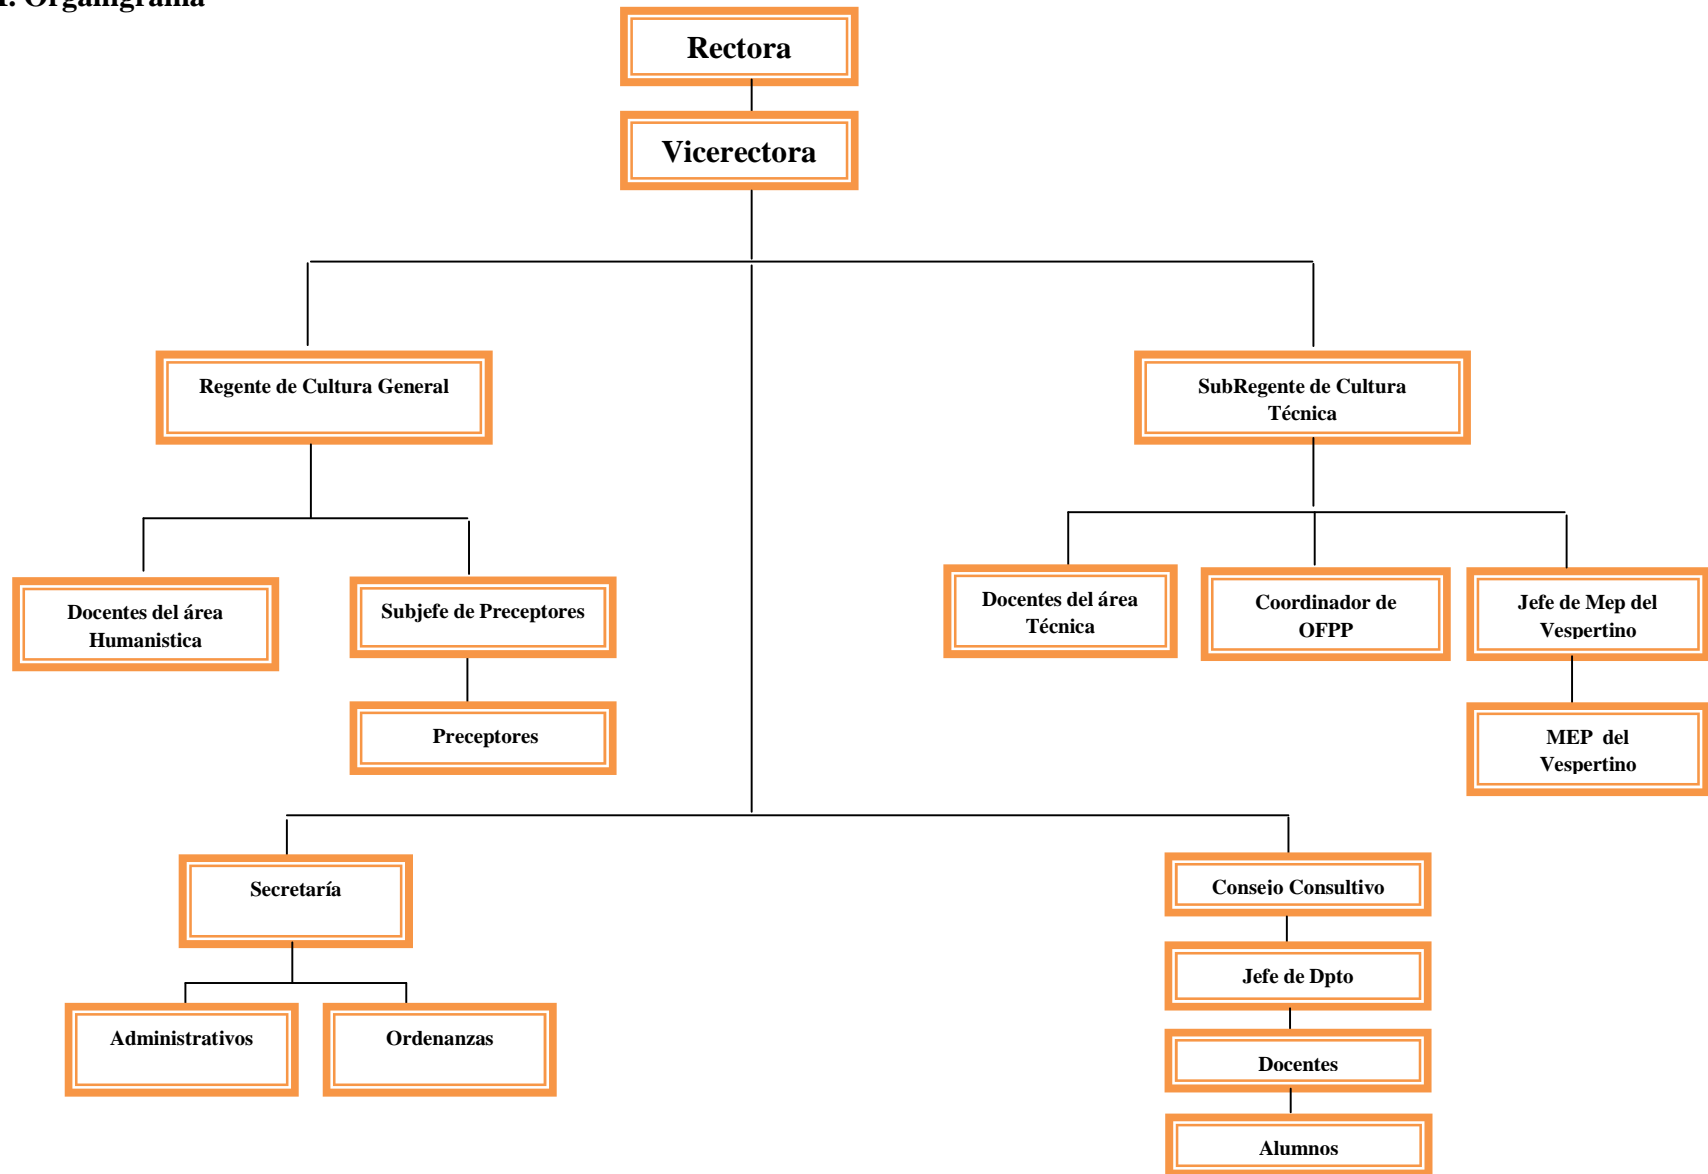 Organigrama
Rectora
Vicerectora
Regente de Cultura General
SubRegente de Cultura
Técnica
Docentes del área
Humanistica
Subjefe de Preceptores
Preceptores
Docentes del área
Técnica
Coordinador de
OFPP
Jefe de Mep del
Vespertino
MEP del
Vespertino
Secretaría
Administrativos
Ordenanzas
Consejo Consultivo
Jefe de Dpto
Docentes
Alumnos